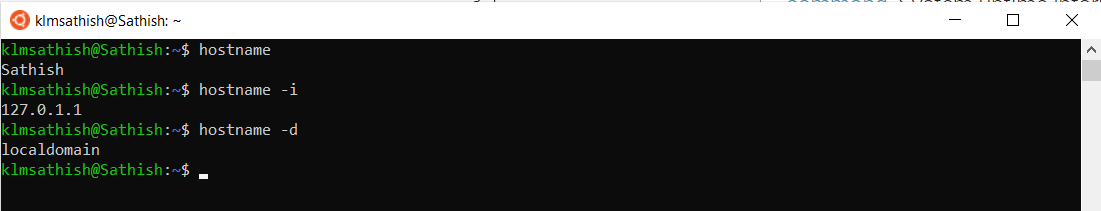 klmsathish@Sathish: ~
klmsathish@Sathish:~$ hostname
Sathish
klmsathish@Sathish:~$ hostname -i
127.0.1.1
klmsathish@Sathish:~$ hostname -d
localdomain
klmsathish@Sathish:~$